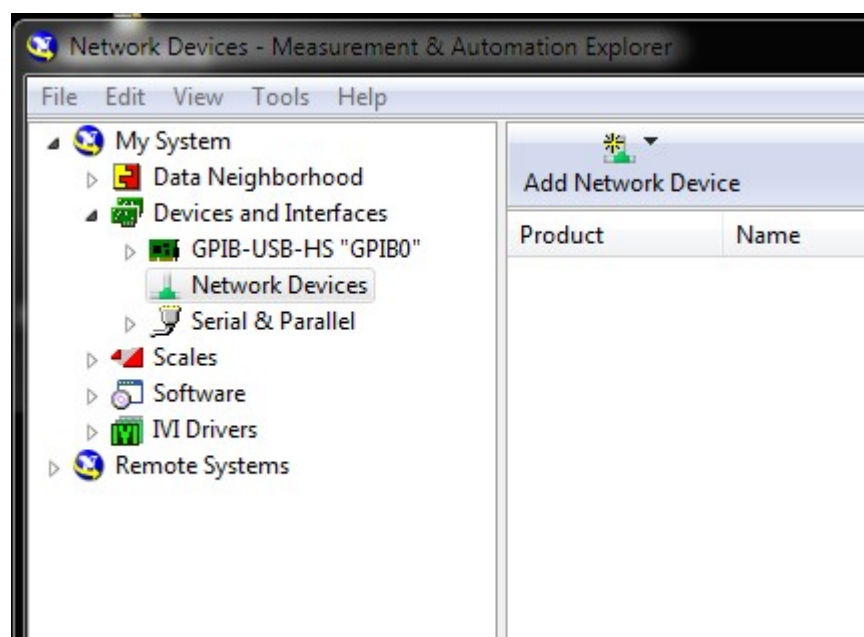 Network Devices - Measurement & Automation Explorer
File Edit View Tools Help
My System
Data Neighborhood
Devices and Interfaces
GPIB-USB-HS "GPIB0"
Network Devices
Serial & Parallel
Scales
Software
IVI Drivers
Remote Systems
Add Network Device
Product Name